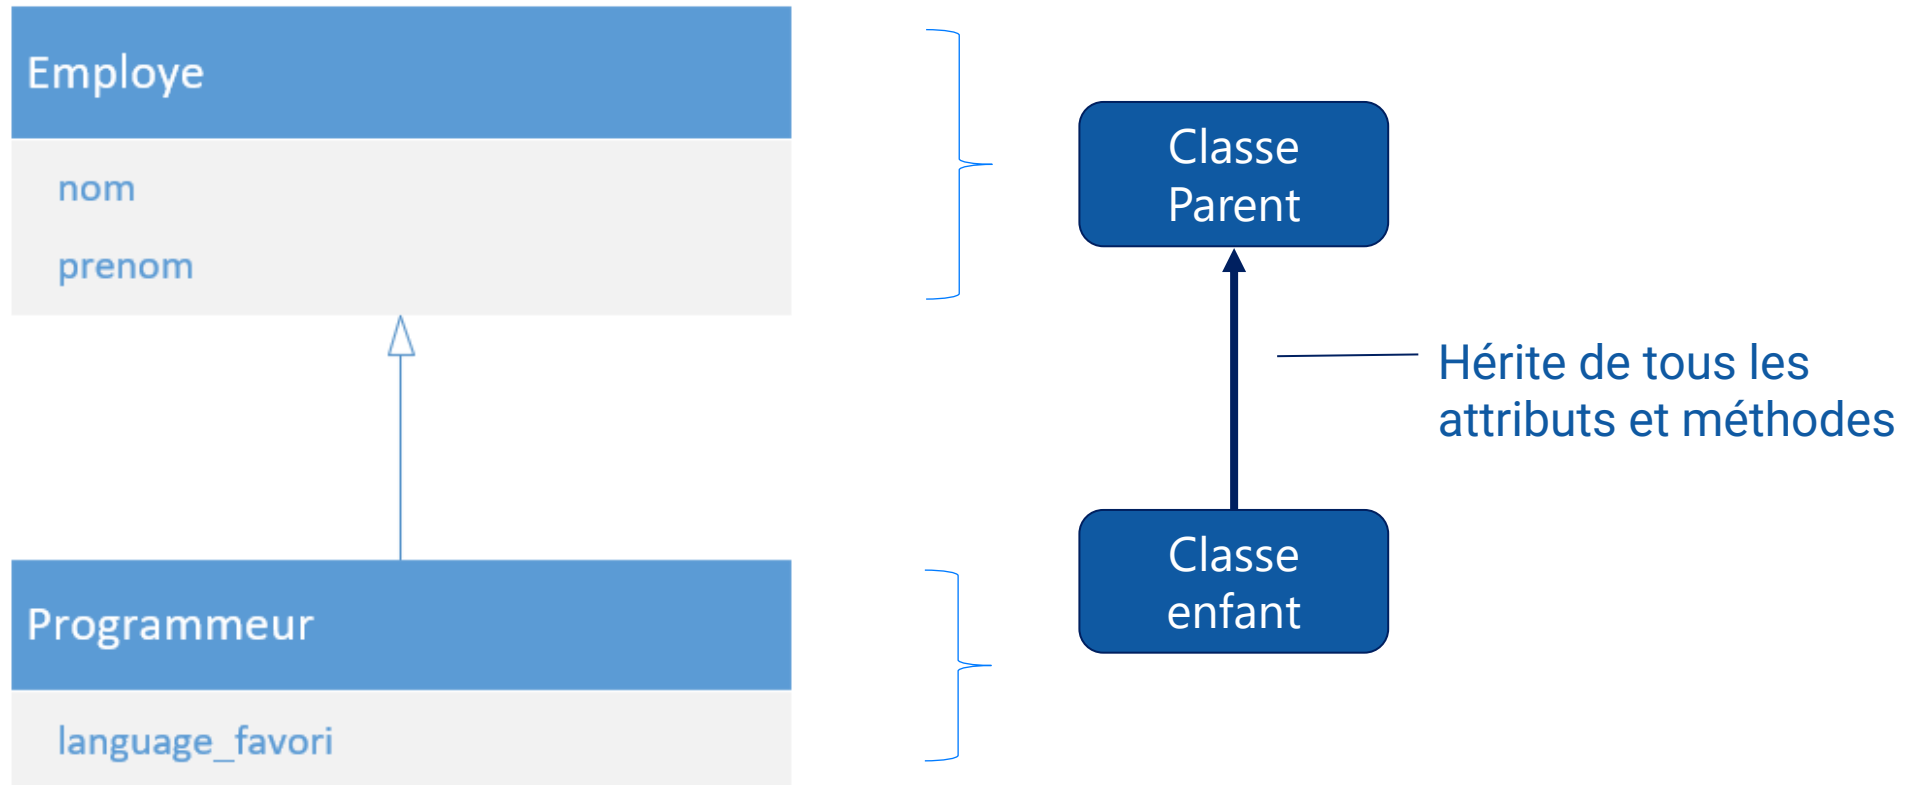 Employe
nom
prenom
Programmeur
language_favori
Classe
Parent
Hérite de tous les
attributs et méthodes
Classe
enfant